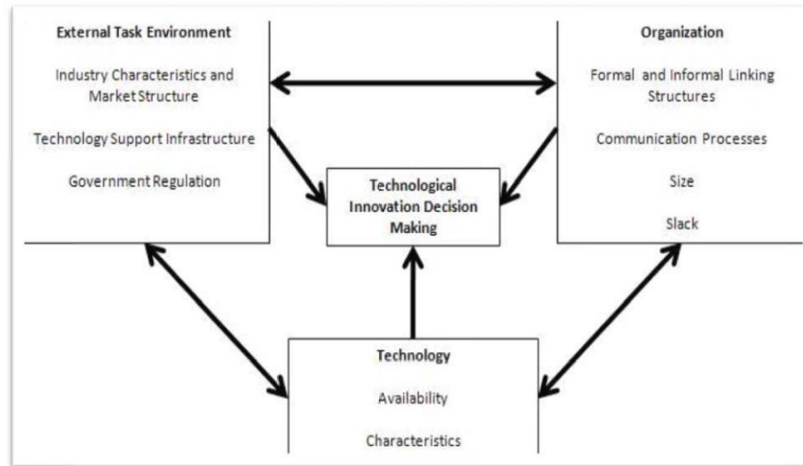 External Task Environment
Industry Characteristics and
Market Structure
Technology Support Infrastructure
Government Regulation
Organization
Formal and Informal Linking
Structures
Communication Processes
Size
Slack
Technological
Innovation Decision
Making
Technology
Availability
Characteristics